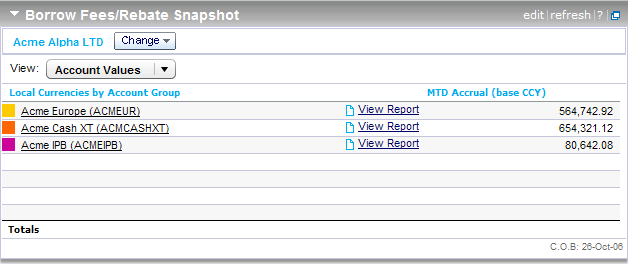 Borrow Fees/Rebate Snapshot edit|refresh|?|
Acme Alpha LTD Change
View: Account Values
Local Currencies by Account Group MTD Accrual (base CCY)
Acme Europe (ACMEUR) View Report 564,742.92
Acme Cash XT (ACMCASHXT) View Report 654,321.12
Acme IPB (ACMEIPB) View Report 80,642.08
Totals
C.O.B: 26-Oct-06